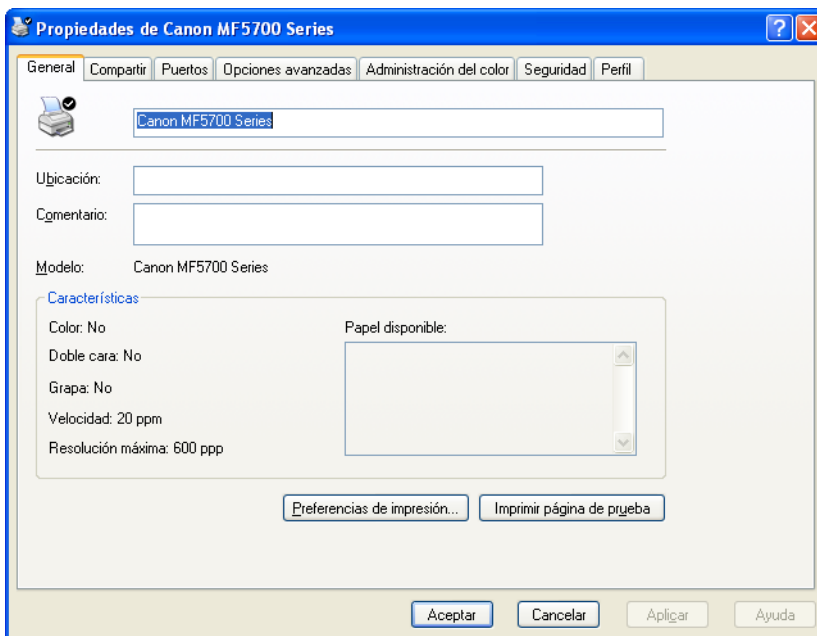 Propiedades de Canon MF5700 Series
General Compartir Puertos Opciones avanzadas Administración del color Seguridad Perfil
Canon MF5700 Series
Ubicación:
Comentario:
Modelo: Canon MF5700 Series
Características
Color: No Papel disponible:
Doble cara: No
Grapa: No
Velocidad: 20 ppm
Resolución máxima: 600 ppp
Preferencias de impresión... Imprimir página de prueba
Aceptar Cancelar Aplicar Ayuda